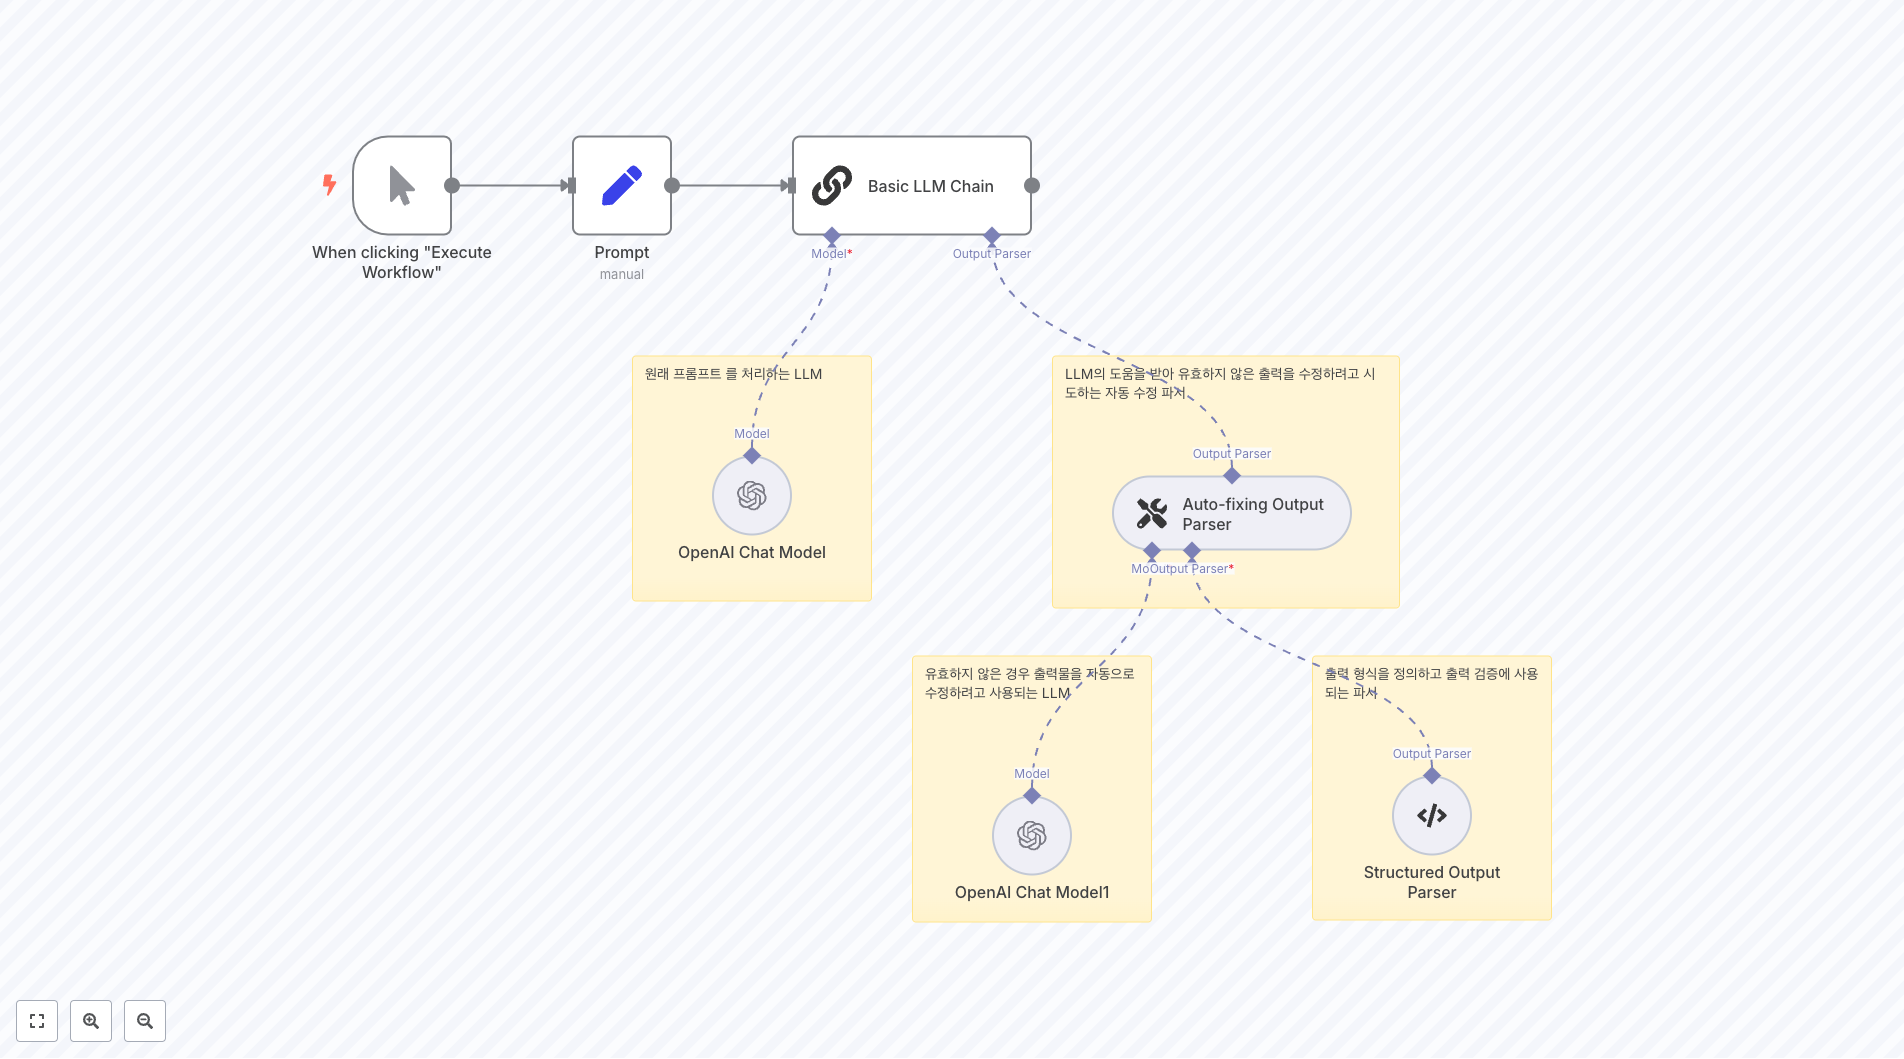 Basic LLM Chain
When clicking "Execute
Workflow"
Prompt
manual
Model*
Output Parser
원래 프롬프트 를 처리하는 LLM
Model
OpenAI Chat Model
LLM의 도움을 받아 유효하지 않은 출력을 수정하려고 시
도하는 자동 수정 파서
Output Parser
Auto-fixing Output
Parser
Mo
Output Parser*
유효하지 않은 경우 출력물을 자동으로
수정하려고 사용되는 LLM
Model
OpenAI Chat Model1
출력 형식을 정의하고 출력 검증에 사용
되는 파서
Output Parser
Structured Output
Parser